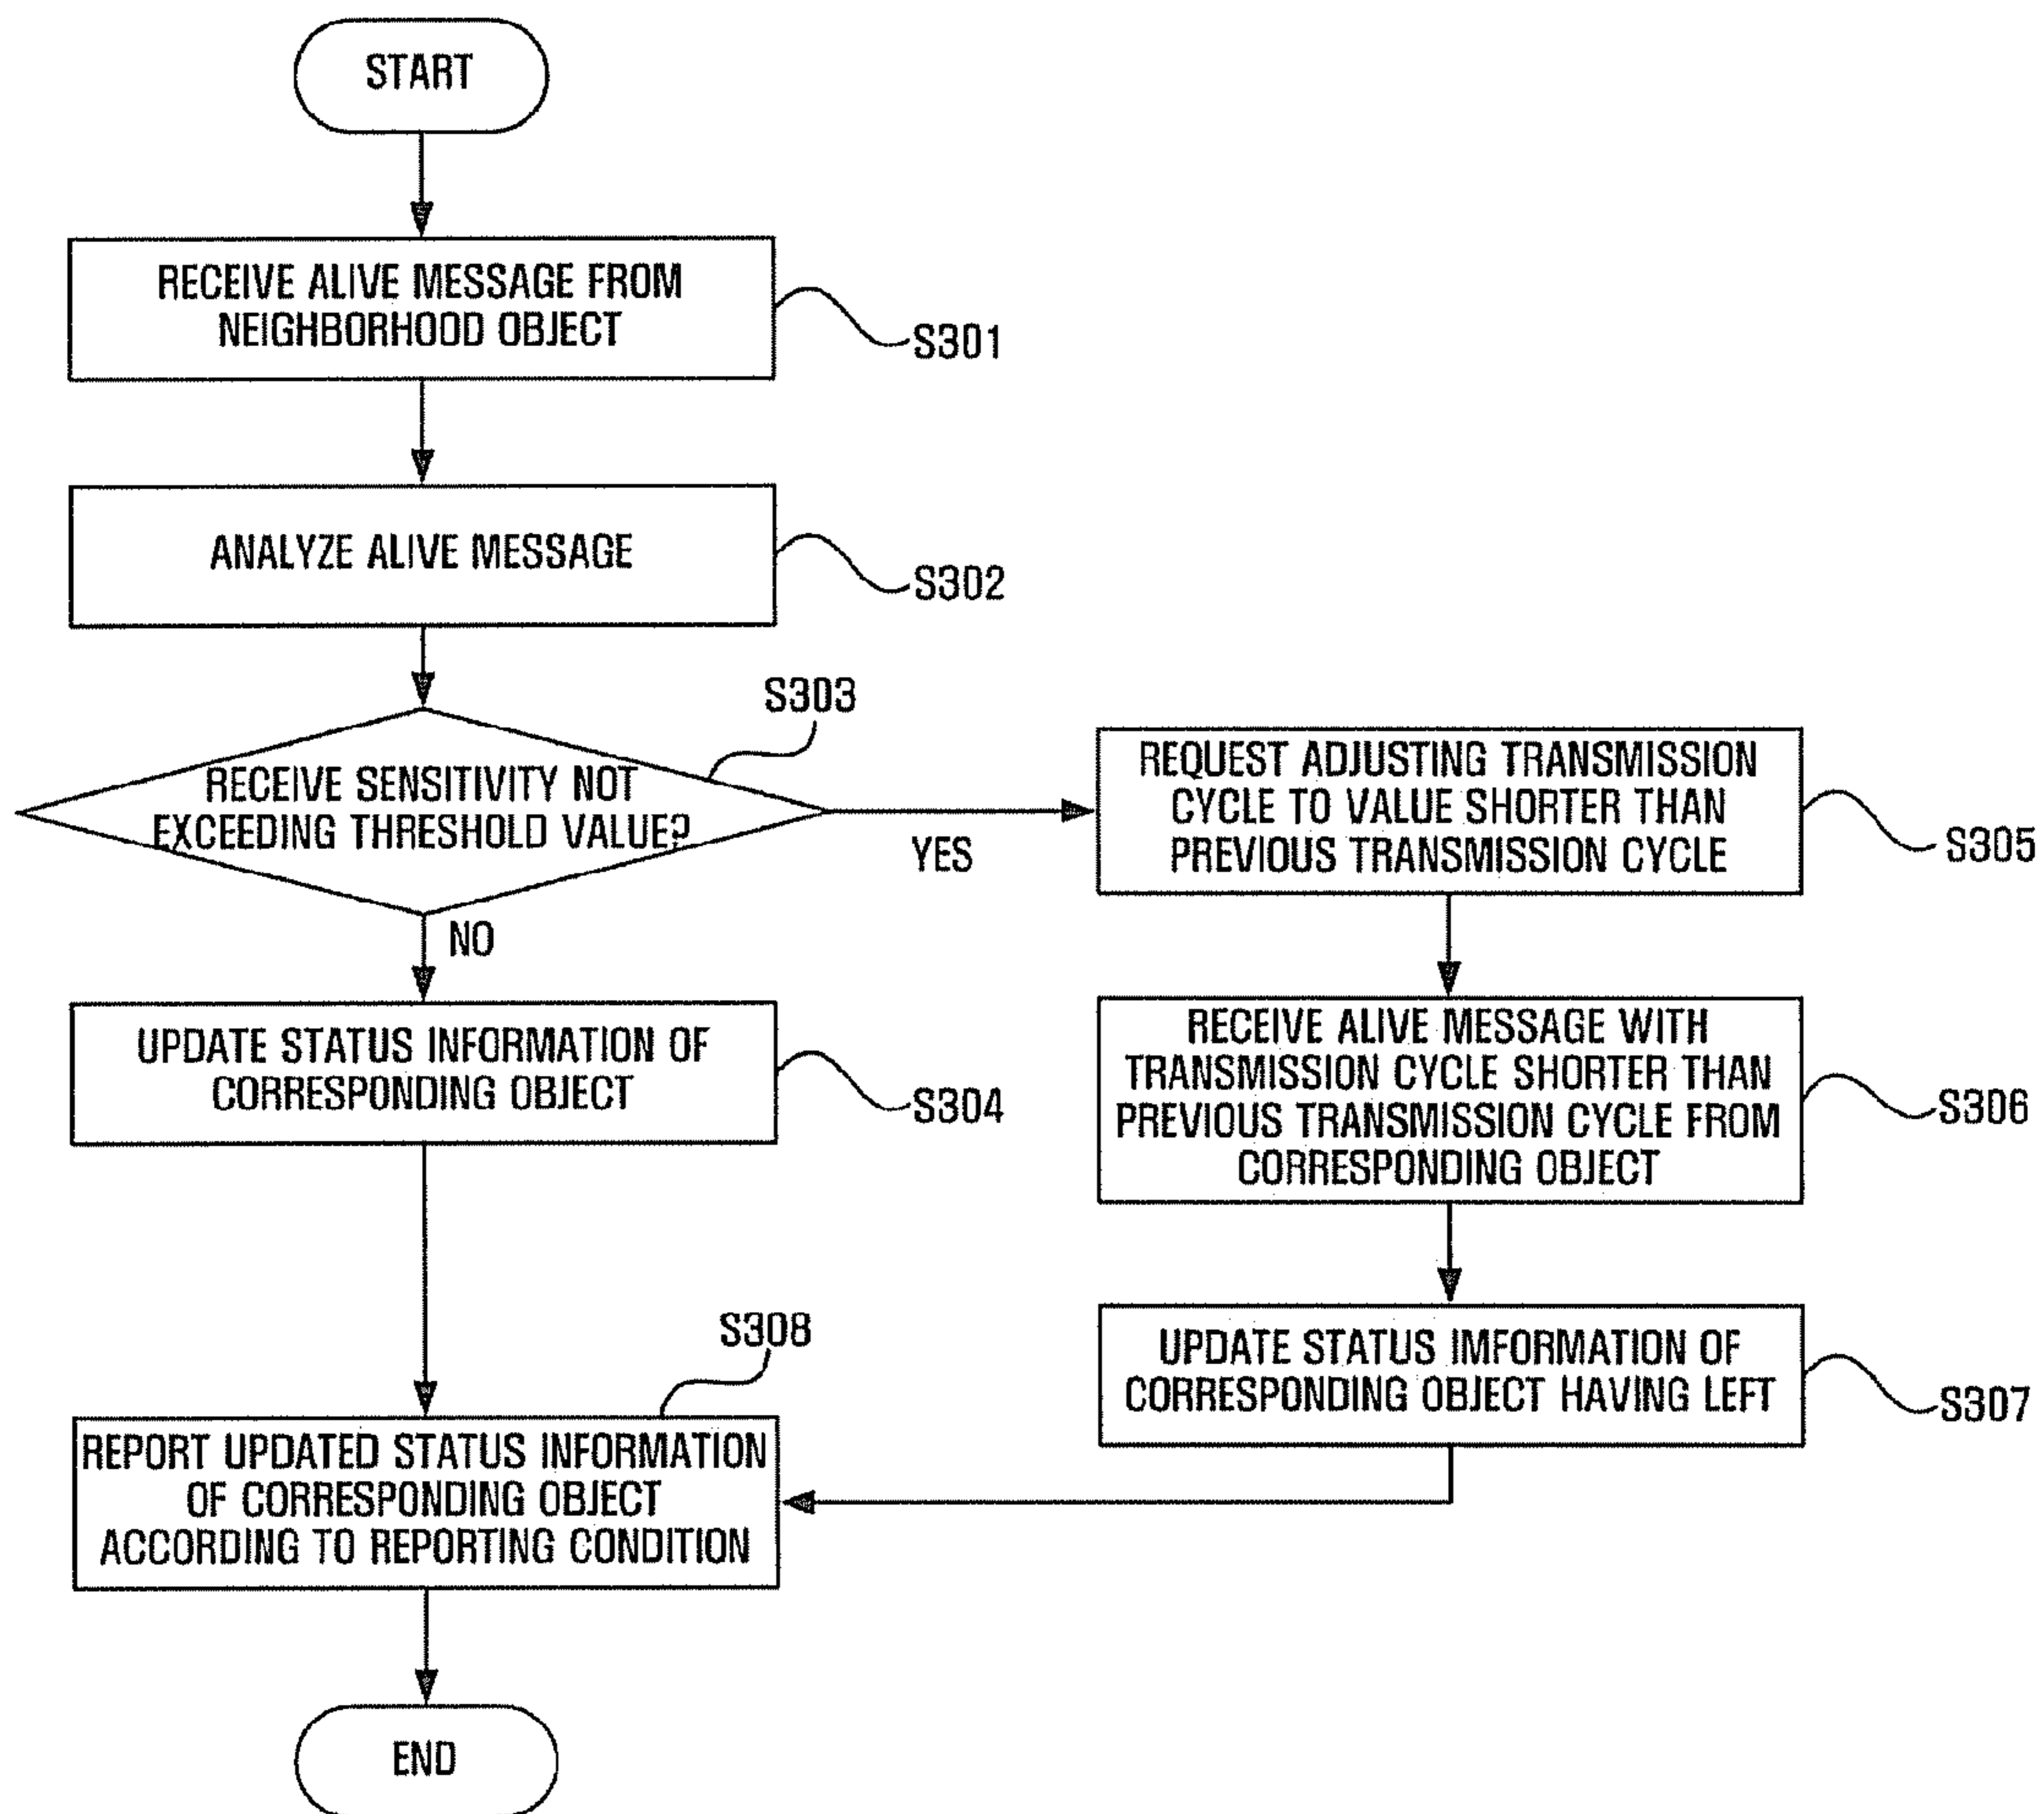 START
RECEIVE ALIVE MESSAGE FROM
NEIGHBORHOOD OBJECT
S301
ANALYZE ALIVE MESSAGE
S302
S303
RECEIVE SENSITIVITY NOT
EXCEEDING THRESHOLD VALUE?
YES
NO
REQUEST ADJUSTING TRANSMISSION
CYCLE TO VALUE SHORTER THAN
PREVIOUS TRANSMISSION CYCLE
S305
UPDATE STATUS INFORMATION OF
CORRESPONDING OBJECT
S304
RECEIVE ALIVE MESSAGE WITH
TRANSMISSION CYCLE SHORTER THAN
PREVIOUS TRANSMISSION CYCLE FROM
CORRESPONDING OBJECT
S306
UPDATE STATUS IMFORMATION OF
CORRESPONDING OBJECT HAVING LEFT
S307
S308
REPORT UPDATED STATUS INFORMATION
OF CORRESPONDING OBJECT
ACCORDING TO REPORTING CONDITION
END